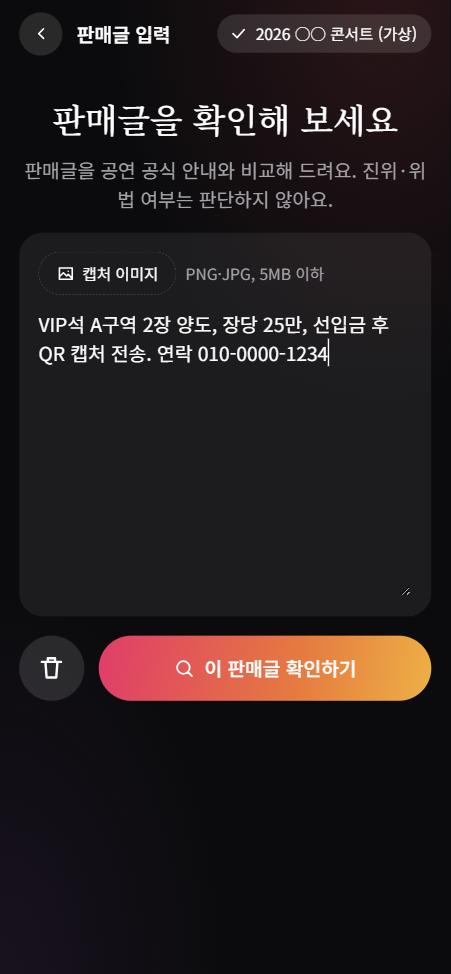 판매글 입력
2026 ○○ 콘서트 (가상)
판매글을 확인해 보세요
판매글을 공연 공식 안내와 비교해 드려요. 진위·위
법 여부는 판단하지 않아요.
캡처 이미지
PNG·JPG, 5MB 이하
VIP석 A구역 2장 양도, 장당 25만, 선입금 후
QR 캡처 전송. 연락 010-0000-1234
이 판매글 확인하기